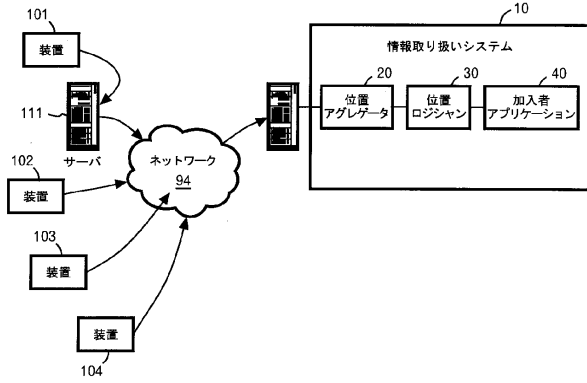 101
装置
111
サーバ
102
装置
103
装置
104
装置
ネットワーク
94
10
情報取り扱いシステム
20
位置
アグレゲータ
30
位置
ロジシャン
40
加入者
アプリケーション